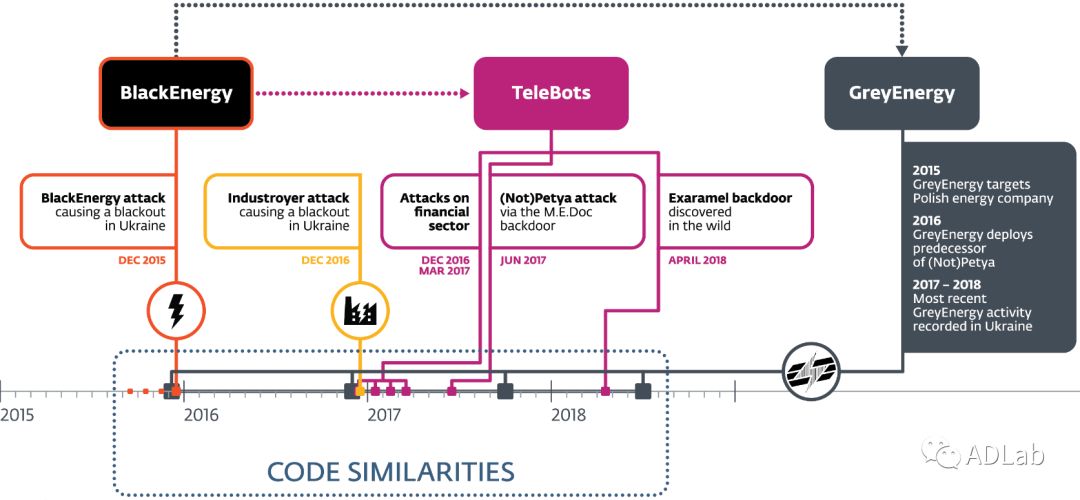 BlackEnergy
TeleBots
GreyEnergy
BlackEnergy attack
causing a blackout
in Ukraine
DEC 2015
Industroyer attack
causing a blackout
in Ukraine
DEC 2016
Attacks on
financial
sector
DEC 2016
MAR 2017
(Not)Petya attack
via the M.E.Doc
backdoor
JUN 2017
Exaramel backdoor
discovered
in the wild
APRIL 2018
2015
GreyEnergy targets
Polish energy company
2016
GreyEnergy deploys
predecessor
of (Not)Petya
2017 – 2018
Most recent
GreyEnergy activity
recorded in Ukraine
2015
2016
2017
2018
CODE SIMILARITIES
ADLab